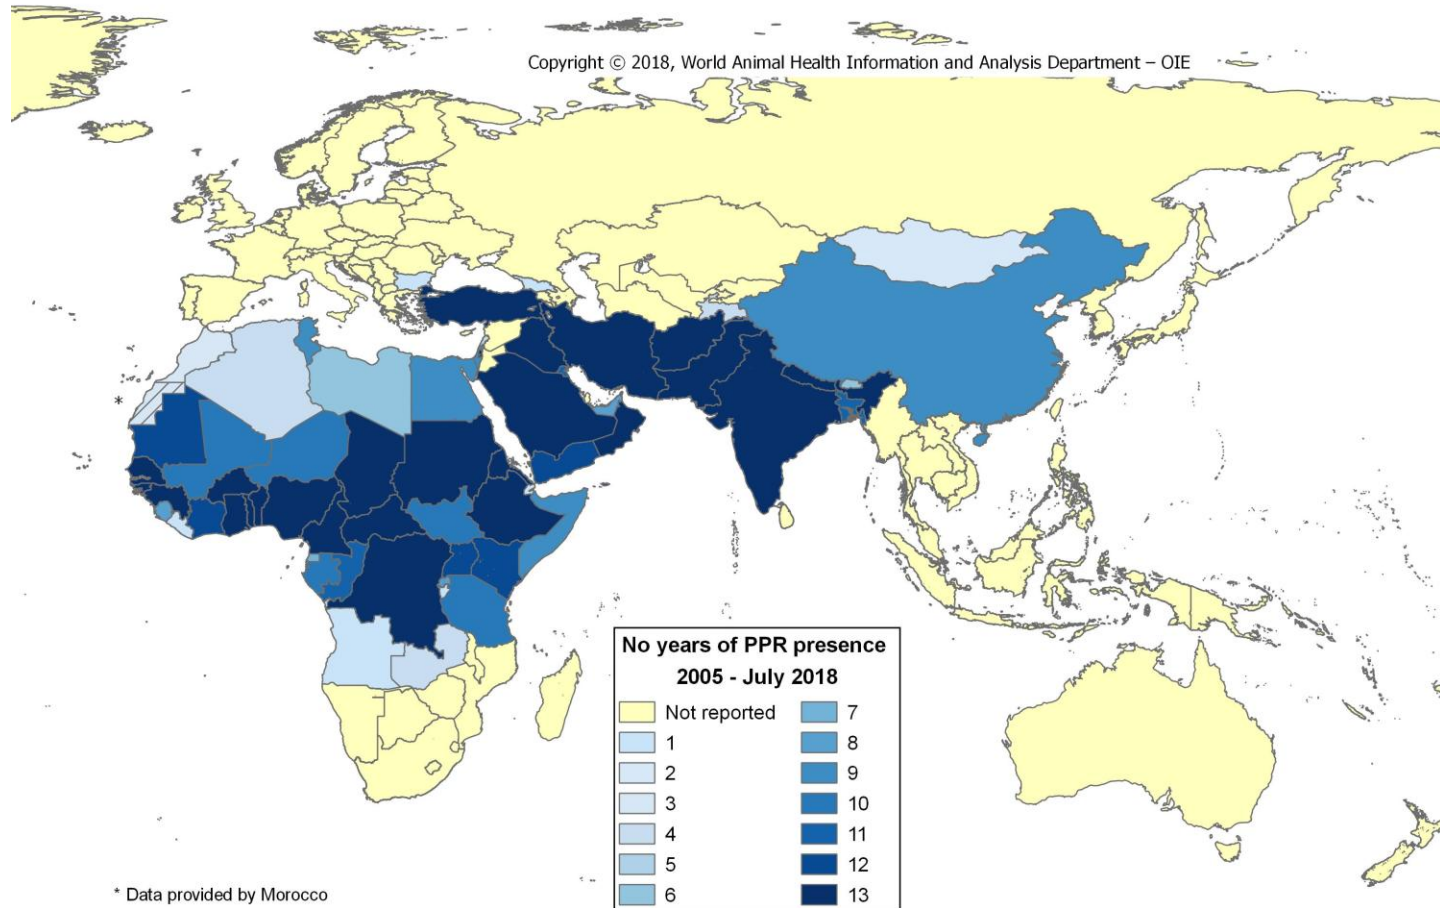 Copyright © 2018, World Animal Health Information and Analysis Department – OIE
*
No years of PPR presence
2005 - July 2018
Not reported
1
2
3
4
5
6
7
8
9
10
11
12
13
* Data provided by Morocco